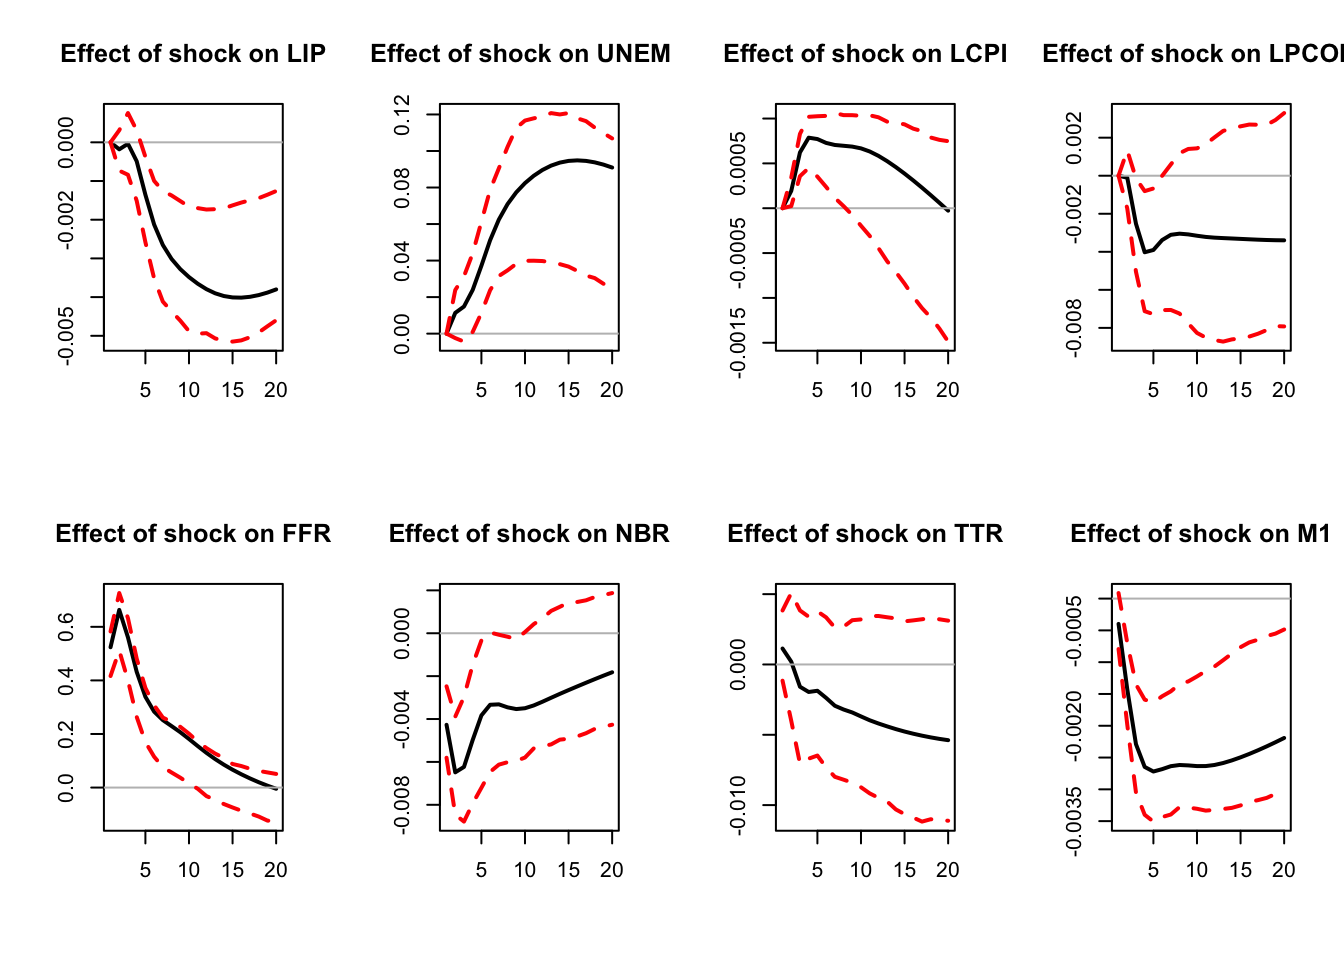 Effect of shock on LIP
0.000
-0.002
-0.005
5 10 15 20
Effect of shock on UNEM
0.12
0.08
0.04
0.00
5 10 15 20
Effect of shock on LCPI
0.0005
-0.0005
-0.0015
5 10 15 20
Effect of shock on LPCO
0.002
-0.002
-0.008
5 10 15 20
Effect of shock on FFR
0.6
0.4
0.2
0.0
5 10 15 20
Effect of shock on NBR
0.000
-0.004
-0.008
5 10 15 20
Effect of shock on TTR
0.000
-0.010
5 10 15 20
Effect of shock on M1
-0.0005
-0.0020
-0.0035
5 10 15 20